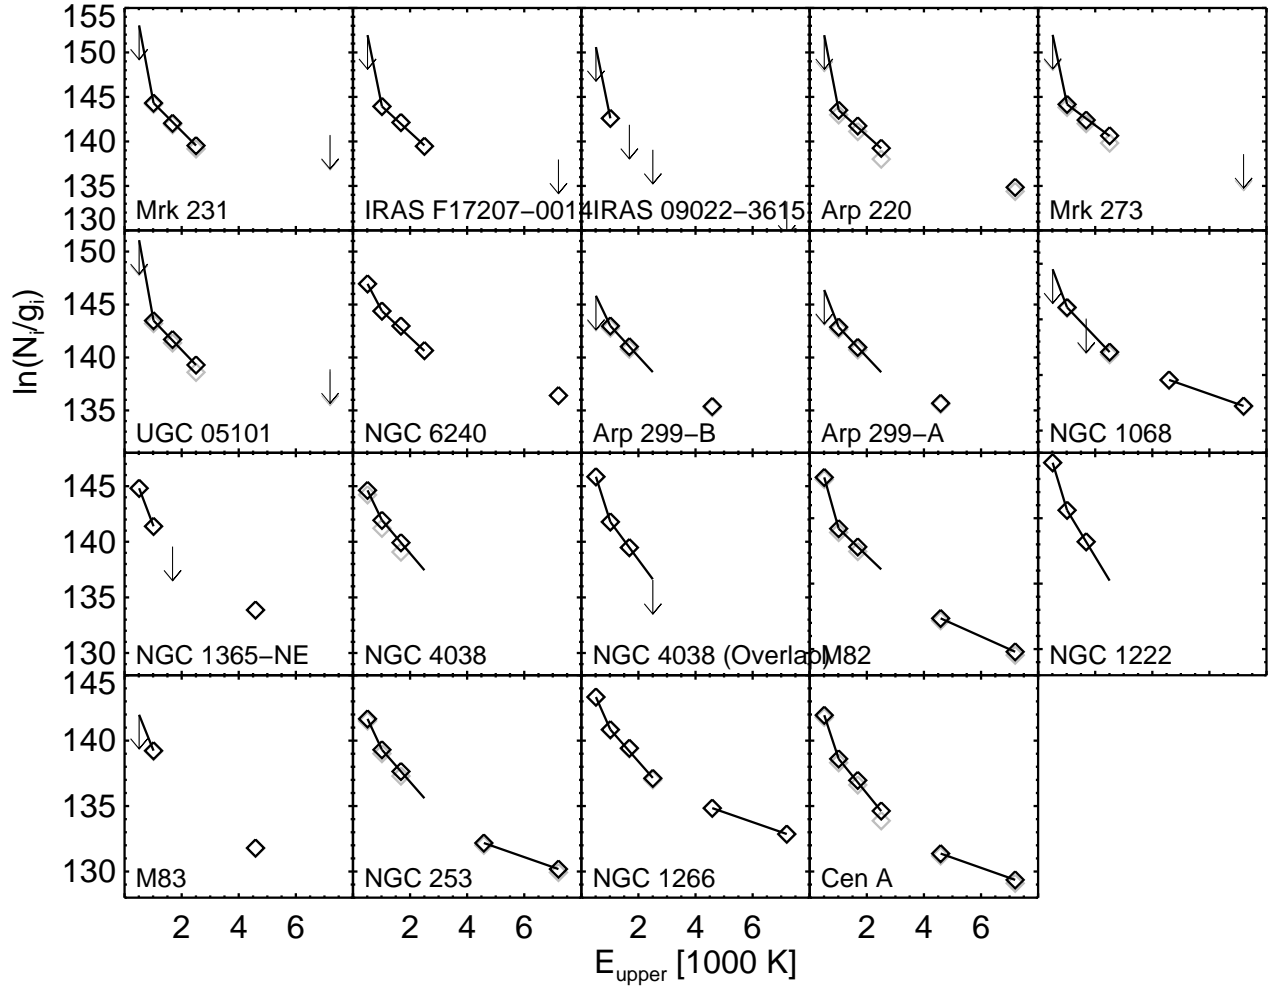 155
150
145
140
135
130
Mrk 231
IRAS F17207−0014
IRAS 09022−3615
Arp 220
Mrk 273
150
145
140
135
UGC 05101
NGC 6240
Arp 299−B
Arp 299−A
NGC 1068
ln(Ni/gi)
145
140
135
130
NGC 1365−NE
NGC 4038
NGC 4038 (Overlap)
M82
NGC 1222
145
140
135
130
M83
NGC 253
NGC 1266
Cen A
2 4 6
2 4 6
2 4 6
2 4 6
Eupper [1000 K]